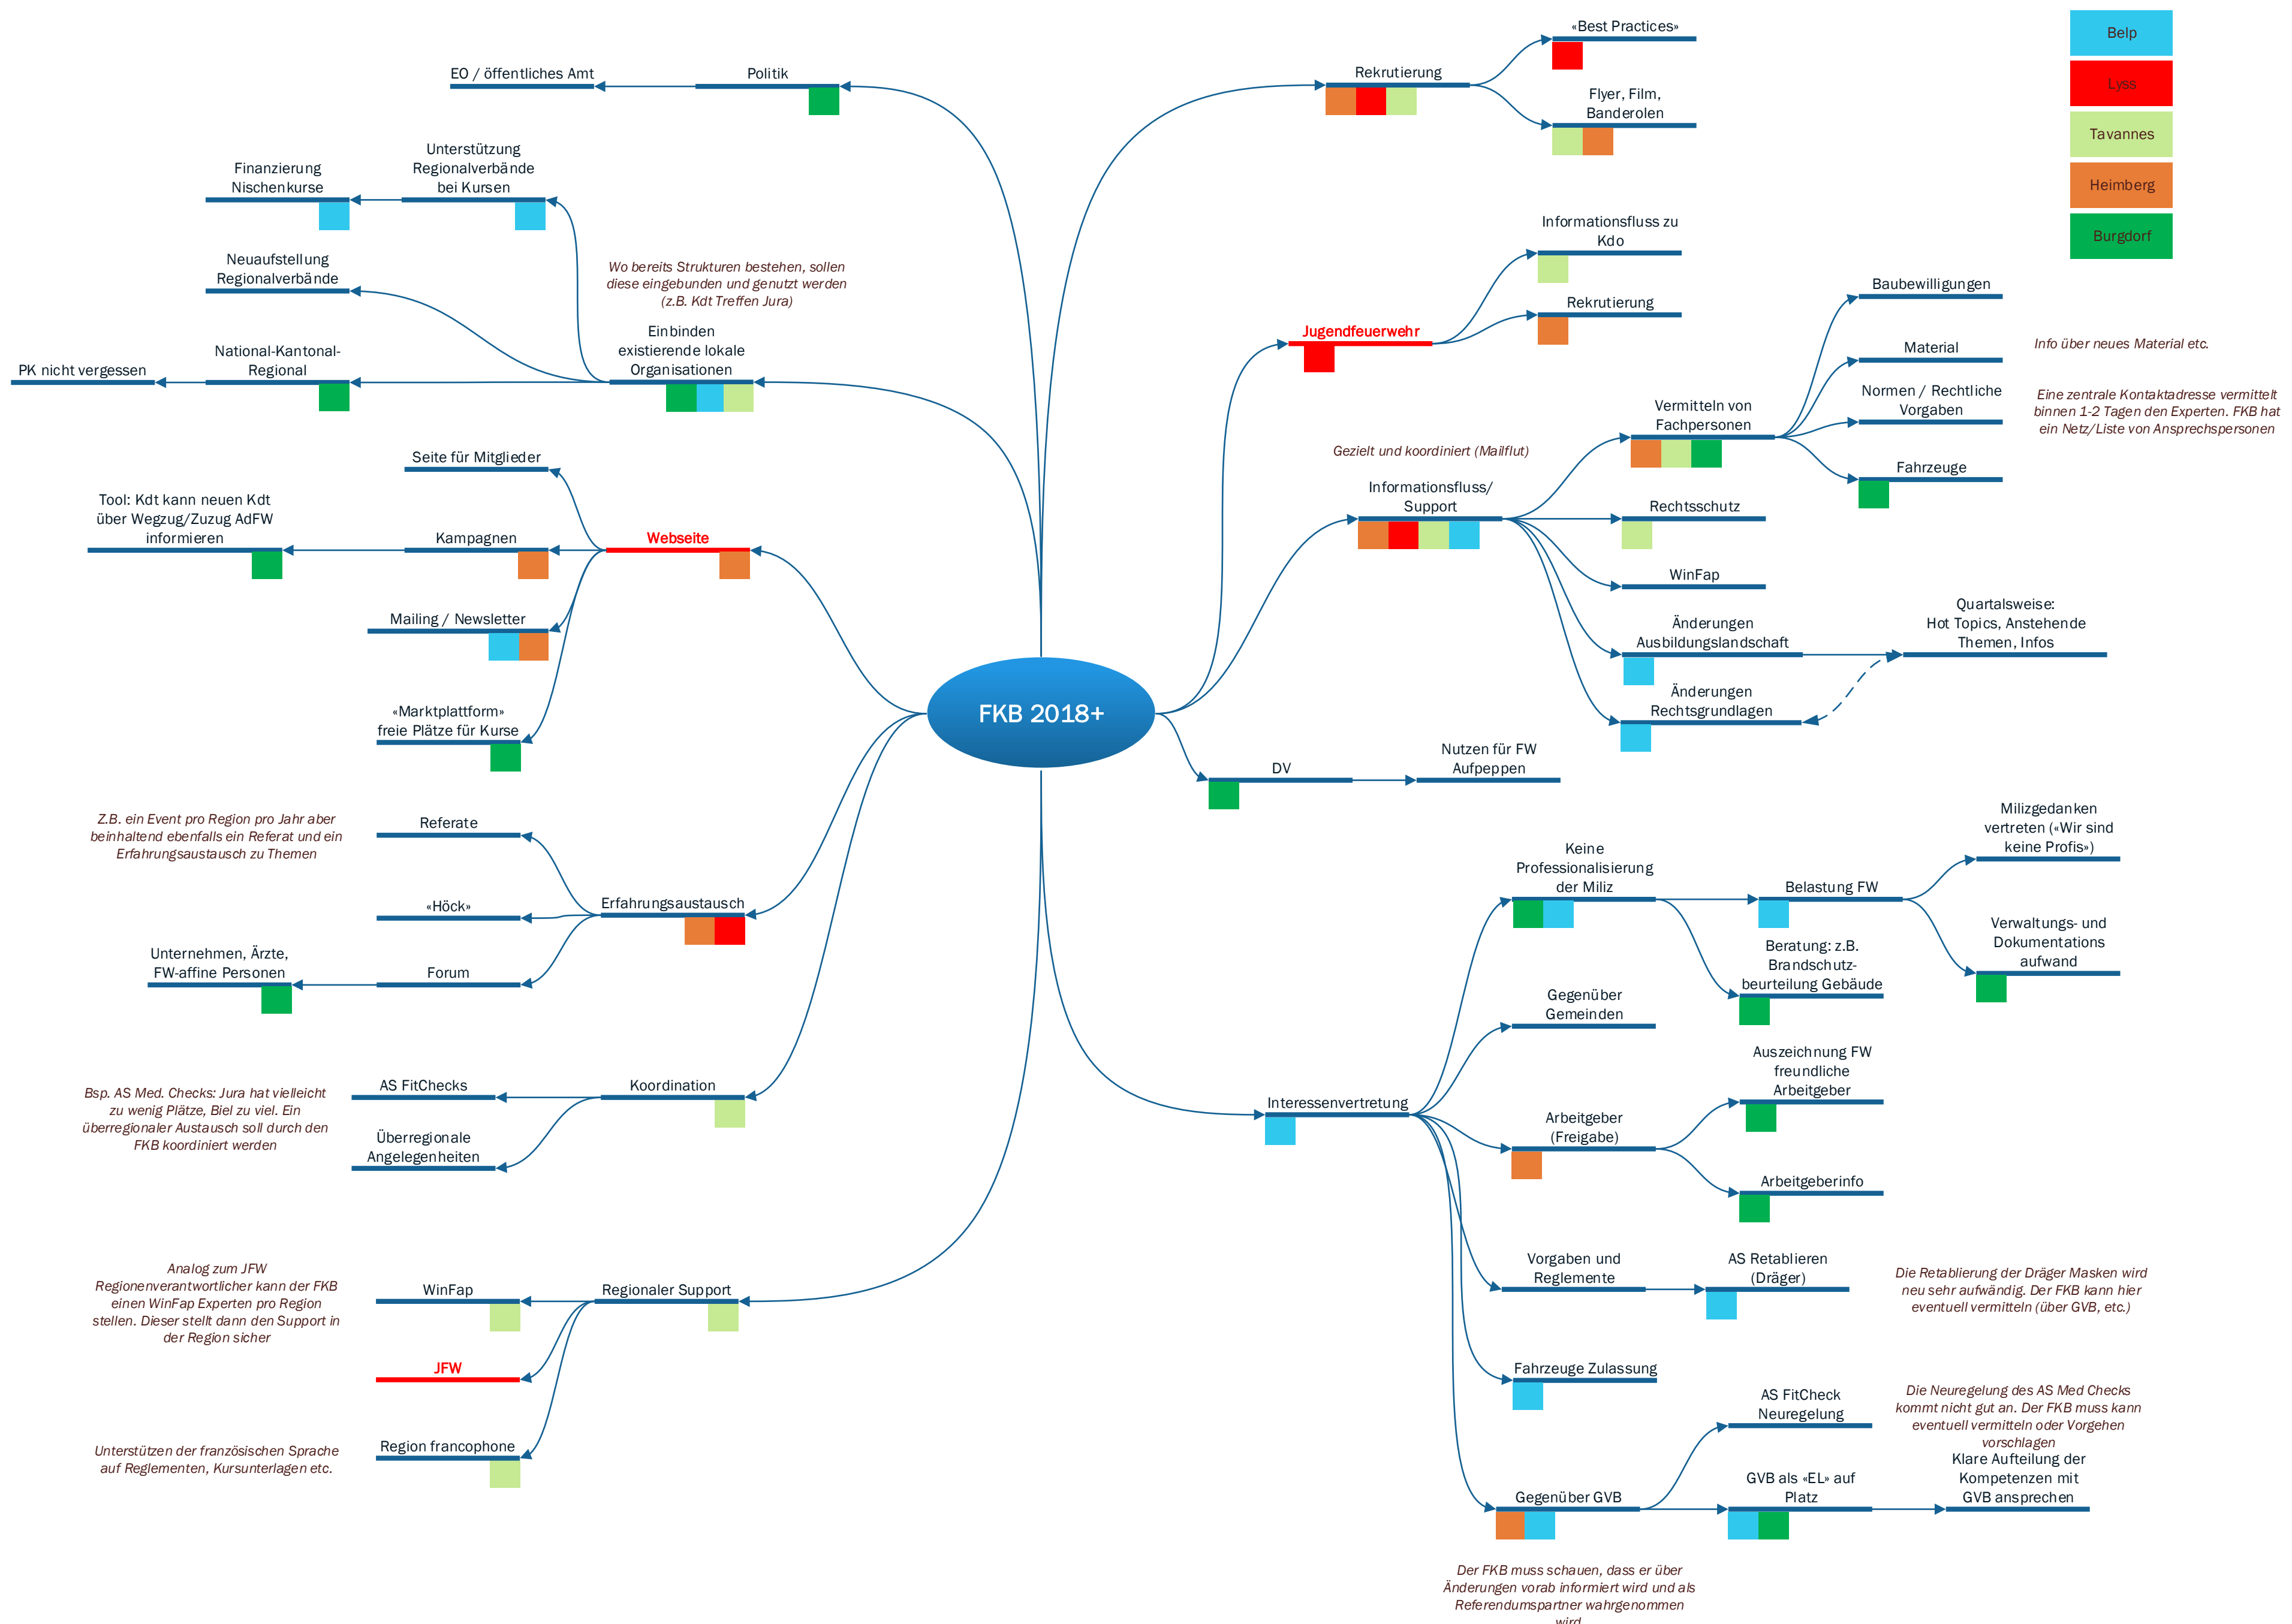 «Best Practices»
Rekrutierung
Flyer, Film,
Banderolen
Belp
Lyss
Tavannes
Heimberg
Burgdorf
EO / öffentliches Amt
Politik
Unterstützung
Regionalverbände
bei Kursen
Finanzierung
Nischenkurse
Neuaufstellung
Regionalverbände
Wo bereits Strukturen bestehen, sollen
diese eingebunden und genutzt werden
(z.B. Kdt Treffen Jura)
Einbinden
existierende lokale
Organisationen
National-Kantonal-
Regional
PK nicht vergessen
Informationsfluss zu
Kdo
Rekrutierung
Jugendfeuerwehr
Baubewilligungen
Material
Info über neues Material etc.
Normen / Rechtliche
Vorgaben
Eine zentrale Kontaktadresse vermittelt
binnen 1-2 Tagen den Experten. FKB hat
ein Netz/Liste von Ansprechspersonen
Vermitteln von
Fachpersonen
Fahrzeuge
Gezielt und koordiniert (Mailflut)
Informationsfluss/
Support
Rechtsschutz
WinFap
Änderungen
Ausbildungslandschaft
Quartalsweise:
Hot Topics, Anstehende
Themen, Infos
Änderungen
Rechtsgrundlagen
Seite für Mitglieder
Tool: Kdt kann neuen Kdt
über Wegzug/Zuzug AdFW
informieren
Kampagnen
Webseite
Mailing / Newsletter
«Marktplattform»
freie Plätze für Kurse
FKB 2018+
DV
Nutzen für FW
Aufpeppen
Z.B. ein Event pro Region pro Jahr aber
beinhaltend ebenfalls ein Referat und ein
Erfahrungsaustausch zu Themen
Referate
«Höck»
Erfahrungsaustausch
Unternehmen, Ärzte,
FW-affine Personen
Forum
Keine
Professionalisierung
der Miliz
Belastung FW
Milizgedanken
vertreten («Wir sind
keine Profis»)
Verwaltungs- und
Dokumentations
aufwand
Beratung: z.B.
Brandschutz-
beurteilung Gebäude
Gegenüber
Gemeinden
Auszeichnung FW
freundliche
Arbeitgeber
Interessenvertretung
Arbeitgeber
(Freigabe)
Arbeitgeberinfo
Bsp. AS Med. Checks: Jura hat vielleicht
zu wenig Plätze, Biel zu viel. Ein
überregionaler Austausch soll durch den
FKB koordiniert werden
AS FitChecks
Koordination
Überregionale
Angelegenheiten
Vorgaben und
Reglemente
AS Retablieren
(Dräger)
Die Retablierung der Dräger Masken wird
neu sehr aufwändig. Der FKB kann hier
eventuell vermitteln (über GVB, etc.)
Analog zum JFW
Regionenverantwortlicher kann der FKB
einen WinFap Experten pro Region
stellen. Dieser stellt dann den Support in
der Region sicher
WinFap
Regionaler Support
JFW
Unterstützen der französischen Sprache
auf Reglementen, Kursunterlagen etc.
Region francophone
Fahrzeuge Zulassung
AS FitCheck
Neuregelung
Die Neuregelung des AS Med Checks
kommt nicht gut an. Der FKB muss kann
eventuell vermitteln oder Vorgehen
vorschlagen
Gegenüber GVB
GVB als «EL» auf
Platz
Klare Aufteilung der
Kompetenzen mit
GVB ansprechen
Der FKB muss schauen, dass er über
Änderungen vorab informiert wird und als
Referendumspartner wahrgenommen
wird